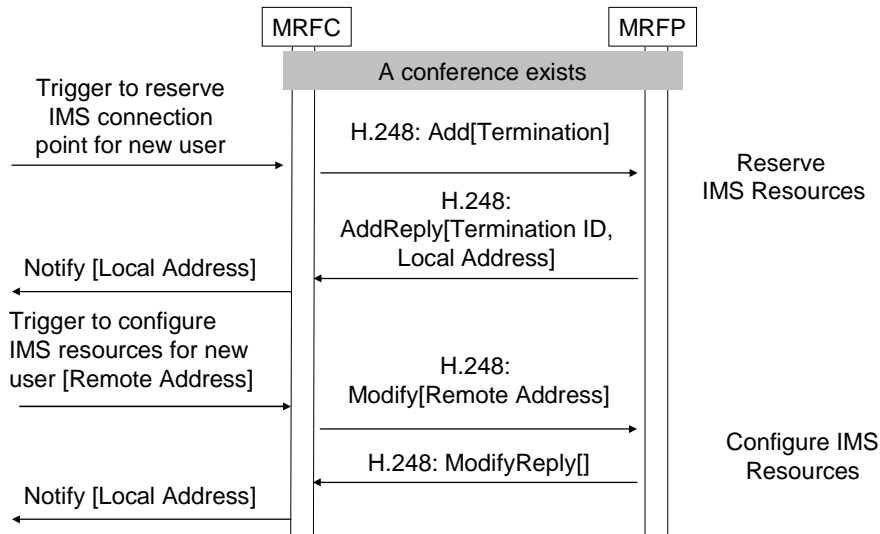 MRFC
MRFP
A conference exists
Trigger to reserve
IMS connection
point for new user
H.248: Add[Termination]
Reserve
IMS Resources
H.248:
AddReply[Termination ID,
Local Address]
Notify [Local Address]
Trigger to configure
IMS resources for new
user [Remote Address]
H.248:
Modify[Remote Address]
Configure IMS
Resources
H.248: ModifyReply[]
Notify [Local Address]